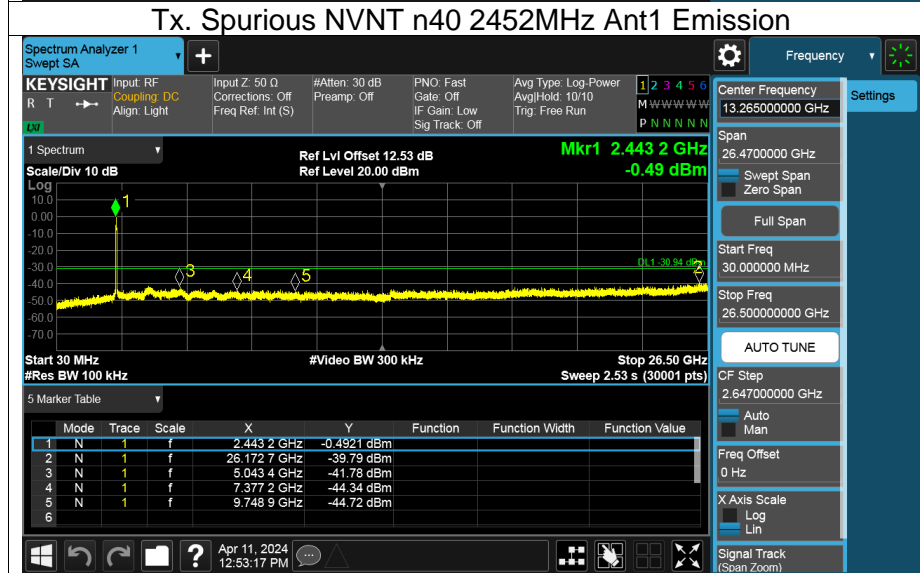 Tx. Spurious NVNT n40 2452MHz Ant1 Emission
Spectrum Analyzer 1
Swept SA
+
Frequency
KEYSIGHT
R T
LXI
Input: RF
Coupling: DC
Align: Light
Input Z: 50 Ω
Corrections: Off
Freq Ref: Int (S)
#Atten: 30 dB
Preamp: Off
PNO: Fast
Gate: Off
IF Gain: Low
Sig Track: Off
Avg Type: Log-Power
Avg|Hold: 10/10
Trig: Free Run
1 2 3 4 5 6
M W W W W W
P N N N N N
1 Spectrum
Scale/Div 10 dB
Ref Lvl Offset 12.53 dB
Ref Level 20.00 dBm
Mkr1 2.443 2 GHz
-0.49 dBm
Log
10.0
0.00
-10.0
-20.0
-30.0
-40.0
-50.0
-60.0
-70.0
1
3
4
5
2
DL1 -30.94 dBm
Start 30 MHz
#Res BW 100 kHz
#Video BW 300 kHz
Stop 26.50 GHz
Sweep 2.53 s (30001 pts)
5 Marker Table
Mode Trace Scale X Y Function Function Width Function Value
1 N 1 f 2.443 2 GHz -0.4921 dBm
2 N 1 f 26.172 7 GHz -39.79 dBm
3 N 1 f 5.043 4 GHz -41.78 dBm
4 N 1 f 7.377 2 GHz -44.34 dBm
5 N 1 f 9.748 9 GHz -44.72 dBm
6
?
Apr 11, 2024
12:53:17 PM
Center Frequency
13.265000000 GHz
Settings
Span
26.4700000 GHz
Swept Span
Zero Span
Full Span
Start Freq
30.000000 MHz
Stop Freq
26.500000000 GHz
AUTO TUNE
CF Step
2.647000000 GHz
Auto
Man
Freq Offset
0 Hz
X Axis Scale
Log
Lin
Signal Track
(Span Zoom)